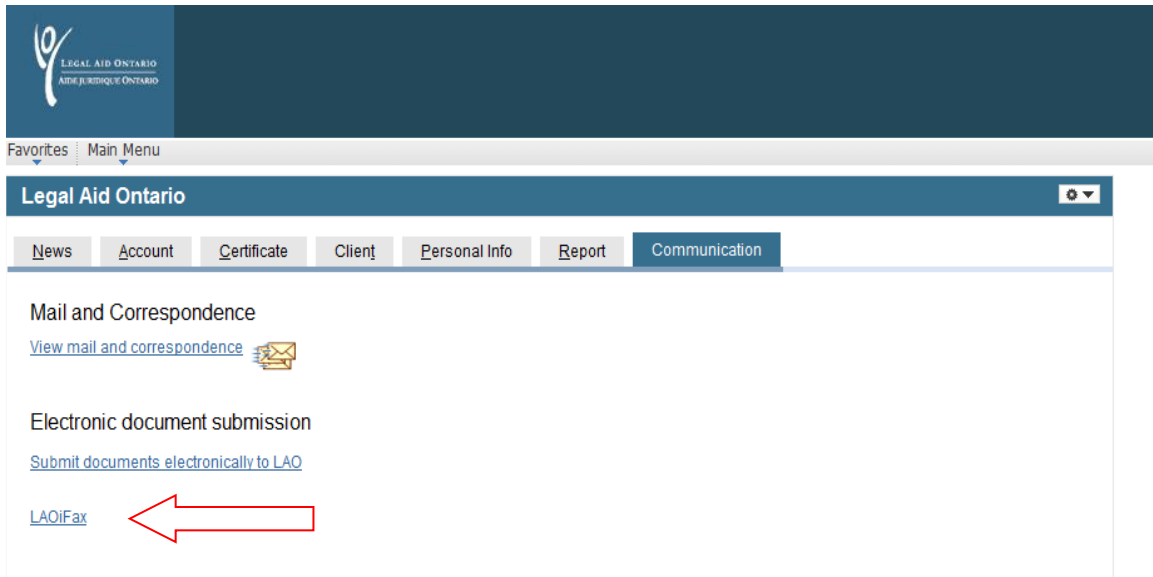 LEGAL AID ONTARIO
AIDE JURIDIQUE ONTARIO
Favorites Main Menu
Legal Aid Ontario
News Account Certificate Client Personal Info Report Communication
Mail and Correspondence
View mail and correspondence
Electronic document submission
Submit documents electronically to LAO
LAOiFax